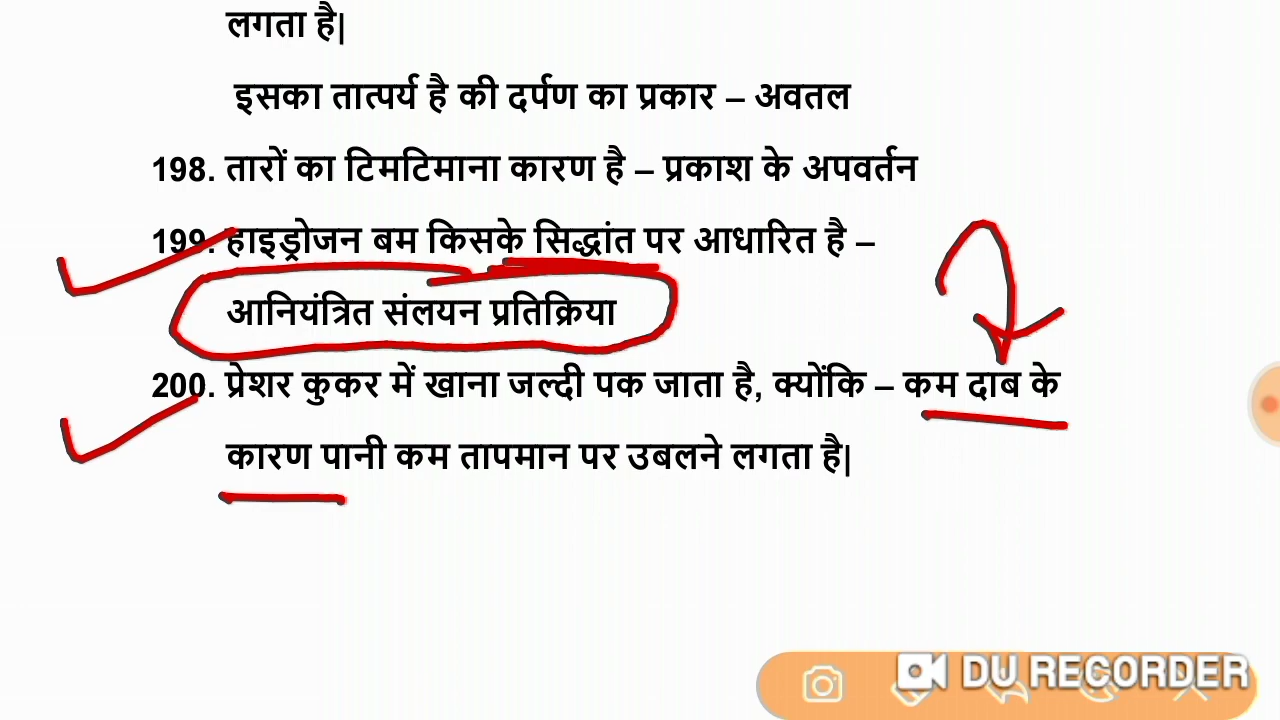 लगता है|
इसका तात्पर्य है की दर्पण का प्रकार – अवतल
198. तारों का टिमटिमाना कारण है – प्रकाश के अपवर्तन
199. हाइड्रोजन बम किसके सिद्धांत पर आधारित है –
आनियंत्रित संलयन प्रतिक्रिया
200. प्रेशर कुकर में खाना जल्दी पक जाता है, क्योंकि – कम दाब के
कारण पानी कम तापमान पर उबलने लगता है|
DU RECORDER